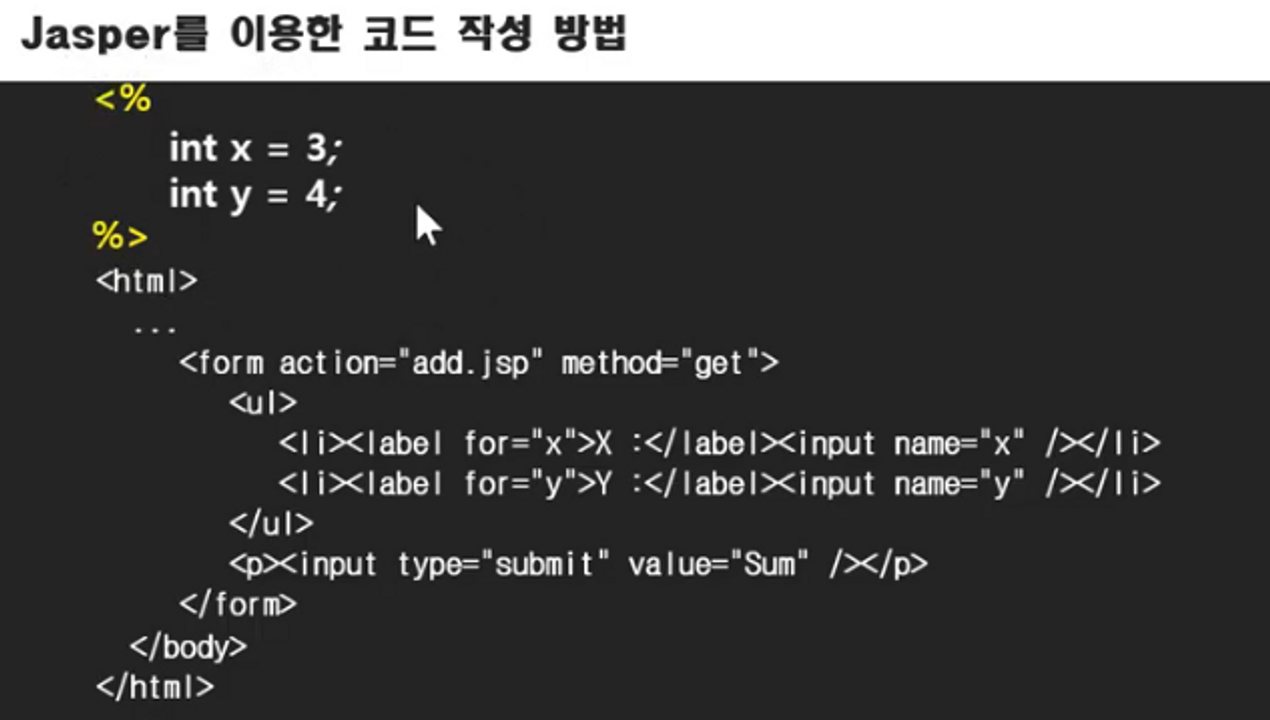 Jasper를 이용한 코드 작성 방법
<%
int x = 3;
int y = 4;
%>
<html>
...
<form action="add.jsp" method="get">
<ul>
<li><label for="x">X :</label><input name="x" /></li>
<li><label for="y">Y :</label><input name="y" /></li>
</ul>
<p><input type="submit" value="Sum" /></p>
</form>
</body>
</html>